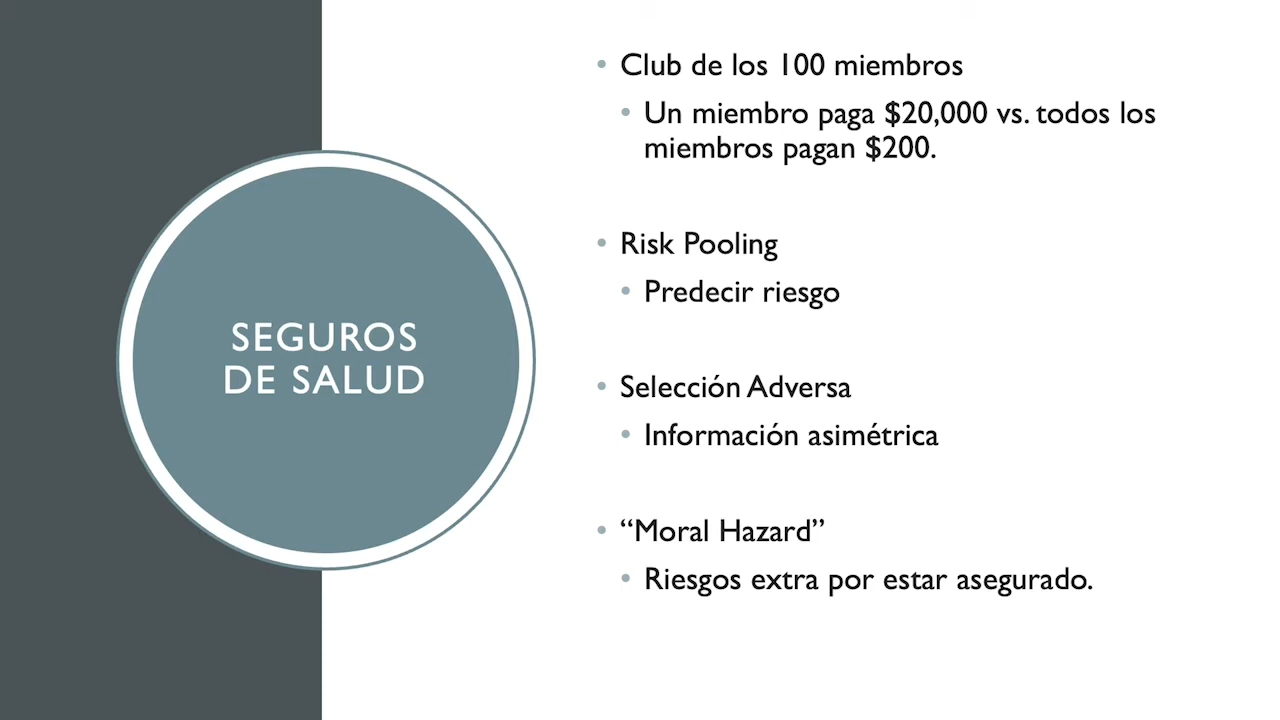 SEGUROS
DE SALUD
• Club de los 100 miembros
• Un miembro paga $20,000 vs. todos los
miembros pagan $200.
• Risk Pooling
• Predecir riesgo
• Selección Adversa
• Información asimétrica
• “Moral Hazard”
• Riesgos extra por estar asegurado.